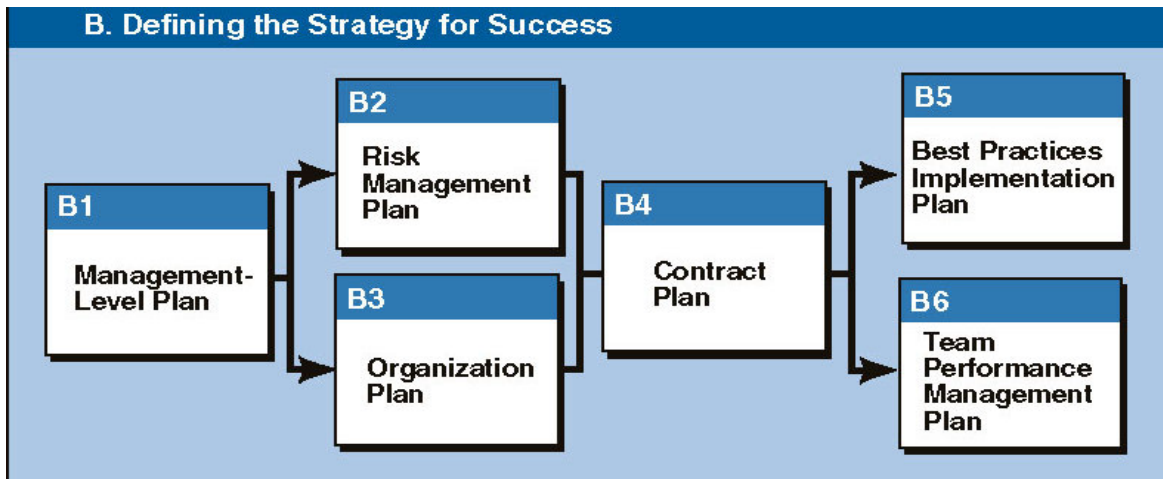 B. Defining the Strategy for Success
B1
Management-
Level Plan
B2
Risk
Management
Plan
B3
Organization
Plan
B4
Contract
Plan
B5
Best Practices
Implementation
Plan
B6
Team
Performance
Management
Plan